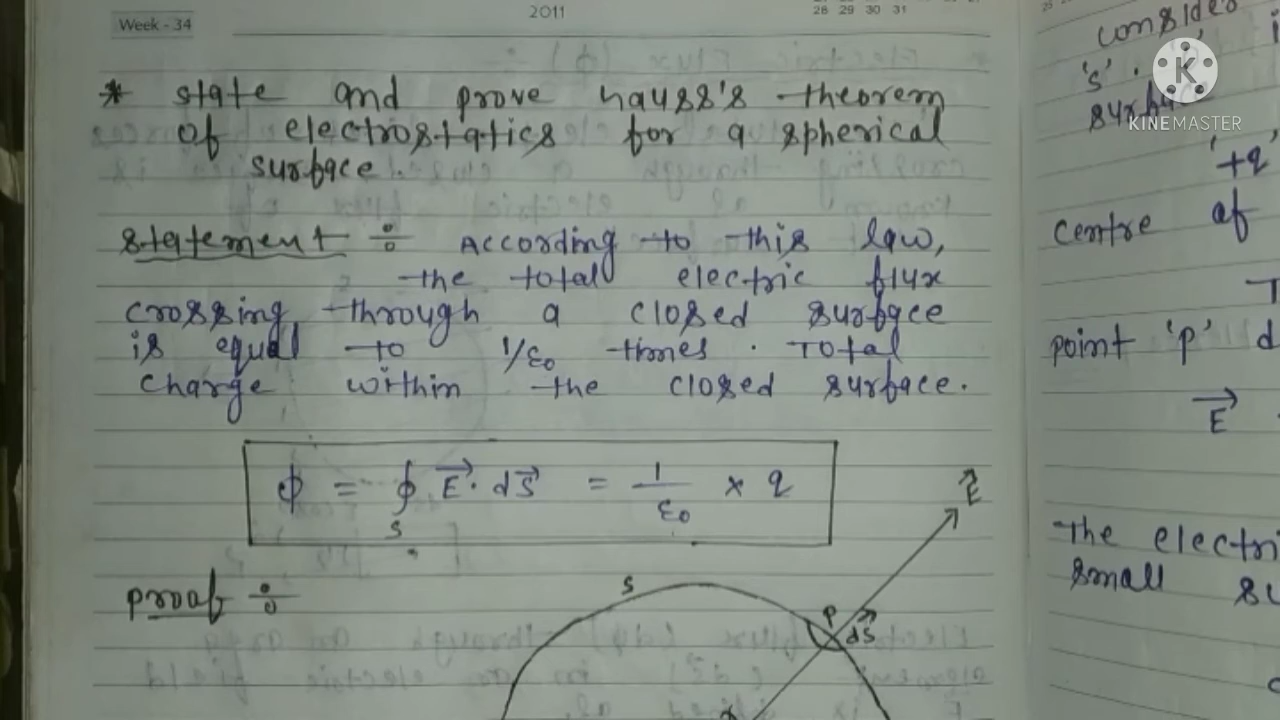 Week - 34
2011
28 29 30 31
* state and prove Gauss's theorem
of electrostatics for a spherical
surface.
statement ÷ According to this law,
the total electric flux
crossing through a closed surface
is equal to 1/ε₀ times. Total
charge within the closed surface.
ϕ = ∮ₛ E⃗. dS⃗ = 1/ε₀ × q
E⃗
proof ÷
S
P
dS⃗
consider
's'.
KINEMASTER
'+q'
centre of
point 'p' d
E⃗
The electri
small su